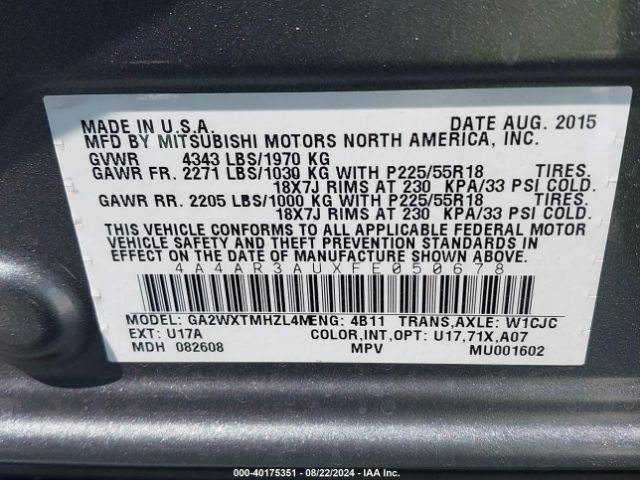 MADE IN U.S.A. DATE AUG. 2015
MFD BY MITSUBISHI MOTORS NORTH AMERICA, INC.
GVWR 4343 LBS/1970 KG
GAWR FR. 2271 LBS/1030 KG WITH P225/55R18 TIRES.
18X7J RIMS AT 230 KPA/33 PSI COLD.
GAWR RR. 2205 LBS/1000 KG WITH P225/55R18 TIRES.
18X7J RIMS AT 230 KPA/33 PSI COLD.
THIS VEHICLE CONFORMS TO ALL APPLICABLE FEDERAL MOTOR
VEHICLE SAFETY AND THEFT PREVENTION STANDARDS IN
EFFECT ON THE DATE OF MANUFACTURE SHOWN ABOVE.
4A4AR3AUXFE050678
MODEL: GA2WXTMHZL4MENG: 4B11 TRANS,AXLE: W1CJC
EXT: U17A COLOR,INT,OPT: U17,71X,A07
MDH 082608 MPV MU001602
000-40175351 - 08/22/2024 - IAA Inc.